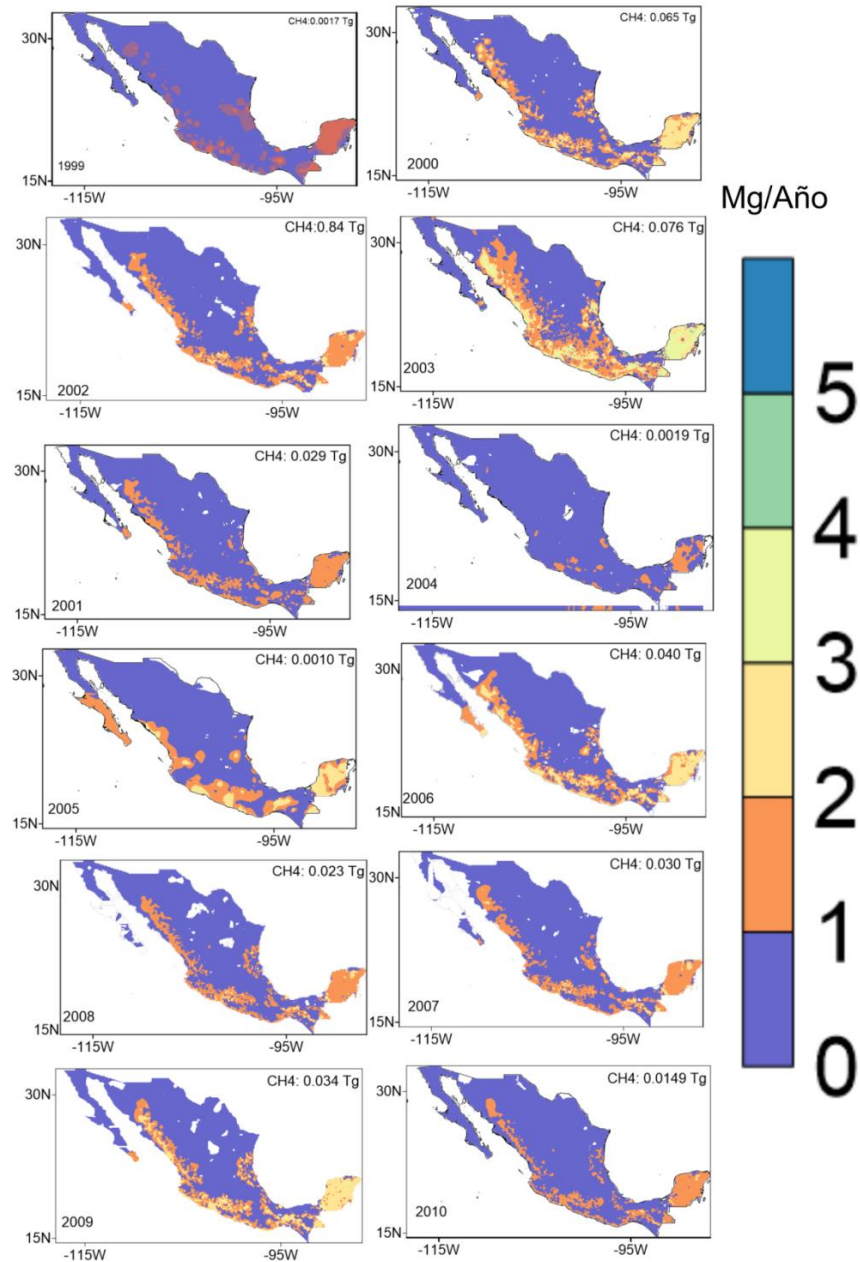 CH4:0.0017 Tg
30N
15N
1999
-115W
-95W
CH4: 0.065 Tg
30N
15N
2000
-115W
-95W
CH4:0.84 Tg
30N
15N
2002
-115W
-95W
CH4: 0.076 Tg
30N
15N
2003
-115W
-95W
CH4: 0.029 Tg
30N
15N
2001
-115W
-95W
CH4: 0.0019 Tg
30N
15N
2004
-115W
-95W
CH4: 0.0010 Tg
30N
15N
2005
-115W
-95W
CH4: 0.040 Tg
30N
15N
2006
-115W
-95W
CH4: 0.023 Tg
30N
15N
2008
-115W
-95W
CH4: 0.030 Tg
30N
15N
2007
-115W
-95W
CH4: 0.034 Tg
30N
15N
2009
-115W
-95W
CH4: 0.0149 Tg
30N
15N
2010
-115W
-95W
Mg/Año
5
4
3
2
1
0